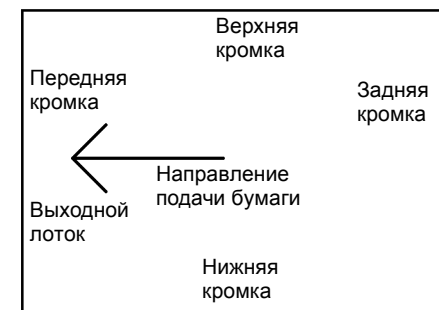 Верхняя
кромка
Передняя
кромка
Задняя
кромка
Направление
подачи бумаги
Выходной
лоток
Нижняя
кромка